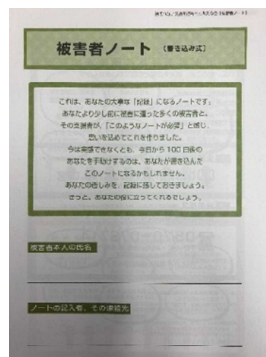 被害者ノート（書き込み式）
これは、あなたの大事な「記録」になるノートです。
あなたより少し前に被害に遭った多くの被害者と、
その支援者が、「このようなノートが必要」と感じ、
思いを込めてこれを作りました。
今は実感できなくとも、今日から100日後の
あなたを手助けするのは、あなたが書き込んだ
このノートになるかもしれません。
あなたの苦しみを、記録に残しておきましょう。
きっと、あなたの役に立ってくれるでしょう。
被害者本人の氏名
ノートの記入者、その連絡先